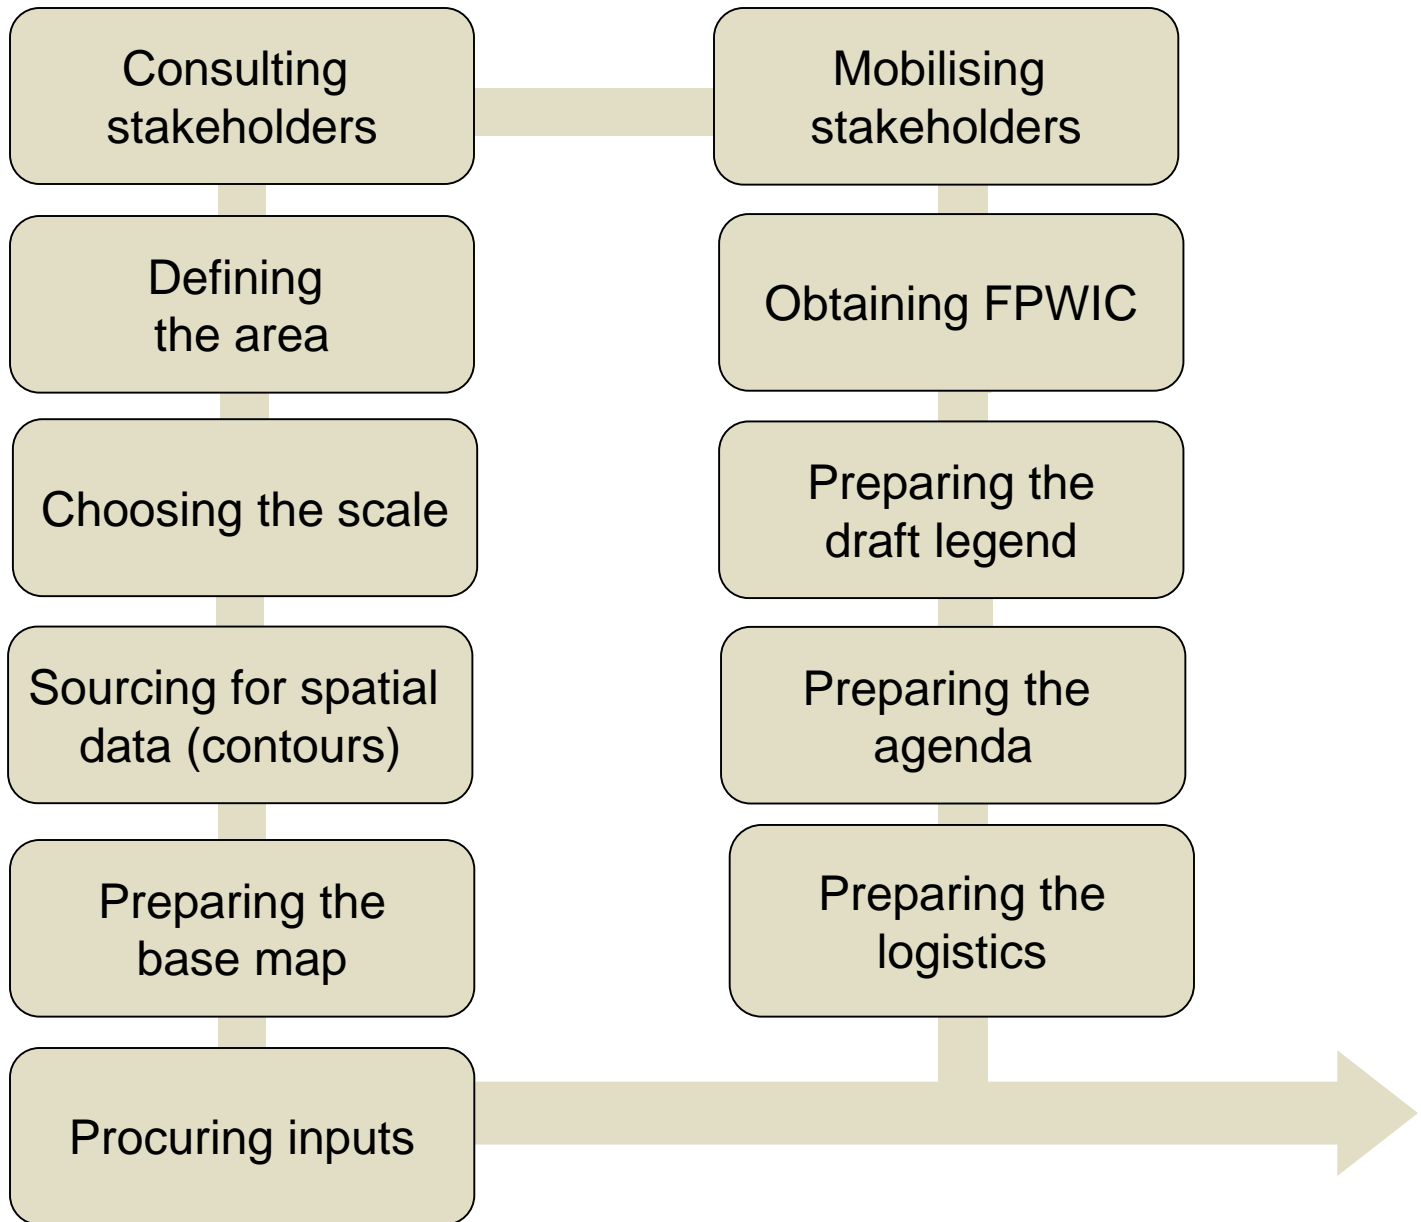 Consulting
stakeholders
Defining
the area
Choosing the scale
Sourcing for spatial
data (contours)
Preparing the
base map
Procuring inputs
Mobilising
stakeholders
Obtaining FPWIC
Preparing the
draft legend
Preparing the
agenda
Preparing the
logistics